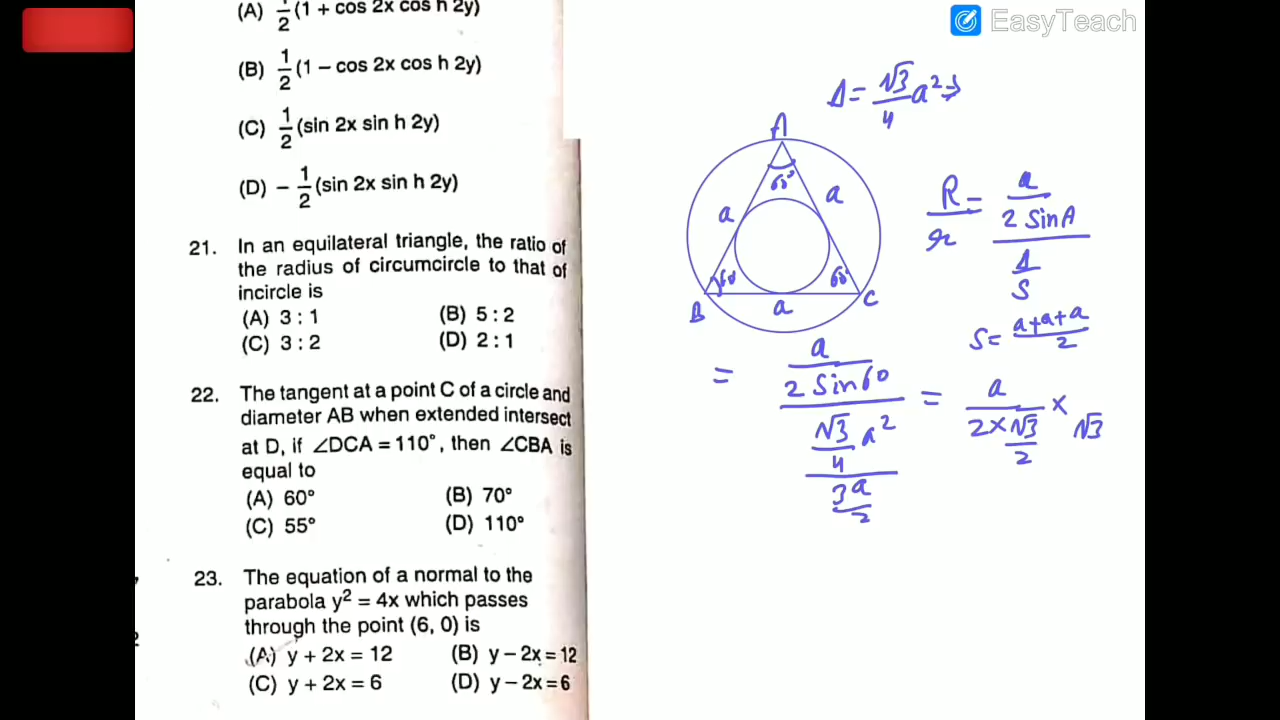 (A) 1/2 (1 + cos 2x cos h 2y)
(B) 1/2 (1 – cos 2x cos h 2y)
(C) 1/2 (sin 2x sin h 2y)
(D) – 1/2 (sin 2x sin h 2y)
21. In an equilateral triangle, the ratio of
the radius of circumcircle to that of
incircle is
(A) 3 : 1 (B) 5 : 2
(C) 3 : 2 (D) 2 : 1
22. The tangent at a point C of a circle and
diameter AB when extended intersect
at D, if ∠DCA = 110°, then ∠CBA is
equal to
(A) 60° (B) 70°
(C) 55° (D) 110°
23. The equation of a normal to the
parabola y² = 4x which passes
through the point (6, 0) is
(A) y + 2x = 12 (B) y – 2x = 12
(C) y + 2x = 6 (D) y – 2x = 6
EasyTeach
Δ = √3/4 a²
A
60°
a a
60° 60°
B a C
R/r = (a / 2 Sin A) / (Δ / S)
S = (a+a+a)/2
= (a / 2 Sin 60) / ((√3/4 a²) / (3a/2)) = a / (2 × √3/2) × √3